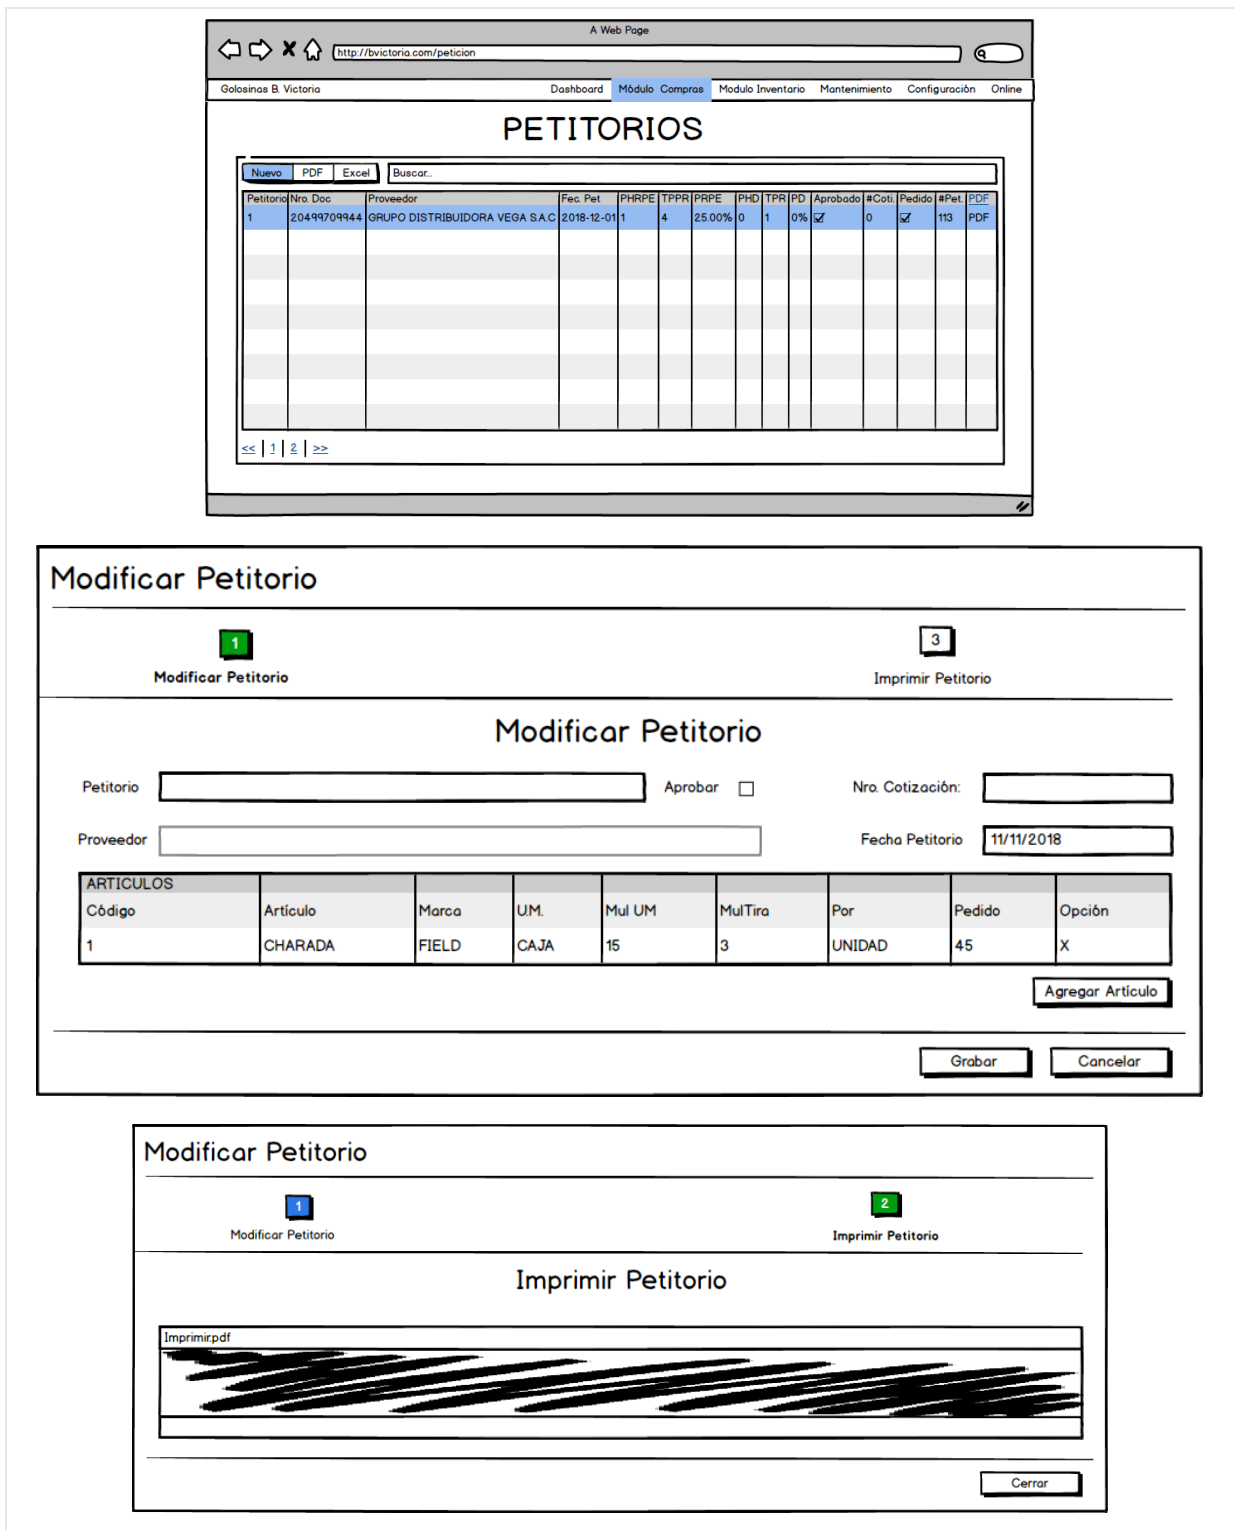 A Web Page
http://bvictoria.com/peticion
Golosinas B. Victoria Dashboard Módulo Compras Modulo Inventario Mantenimiento Configuración Online
PETITORIOS
Nuevo PDF Excel Buscar...
Petitorio Nro. Doc Proveedor Fec. Pet PHRPE TPPR PRPE PHD TPR PD Aprobado #Coti. Pedido #Pet. PDF
1 20499709944 GRUPO DISTRIBUIDORA VEGA S.A.C 2018-12-01 1 4 25.00% 0 1 0% 0 113 PDF
<< 1 2 >>
Modificar Petitorio
1 3
Modificar Petitorio Imprimir Petitorio
Modificar Petitorio
Petitorio Aprobar Nro. Cotización:
Proveedor Fecha Petitorio 11/11/2018
ARTICULOS
Código Artículo Marca U.M. Mul UM MulTira Por Pedido Opción
1 CHARADA FIELD CAJA 15 3 UNIDAD 45 X
Agregar Artículo
Grabar Cancelar
Modificar Petitorio
1 2
Modificar Petitorio Imprimir Petitorio
Imprimir Petitorio
Imprimir.pdf
Cerrar